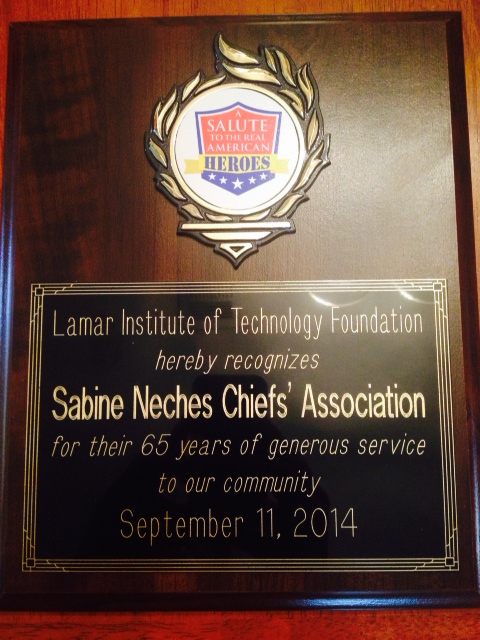 A
SALUTE
TO THE REAL
AMERICAN
HEROES
Lamar Institute of Technology Foundation
hereby recognizes
Sabine Neches Chiefs' Association
for their 65 years of generous service
to our community
September 11, 2014